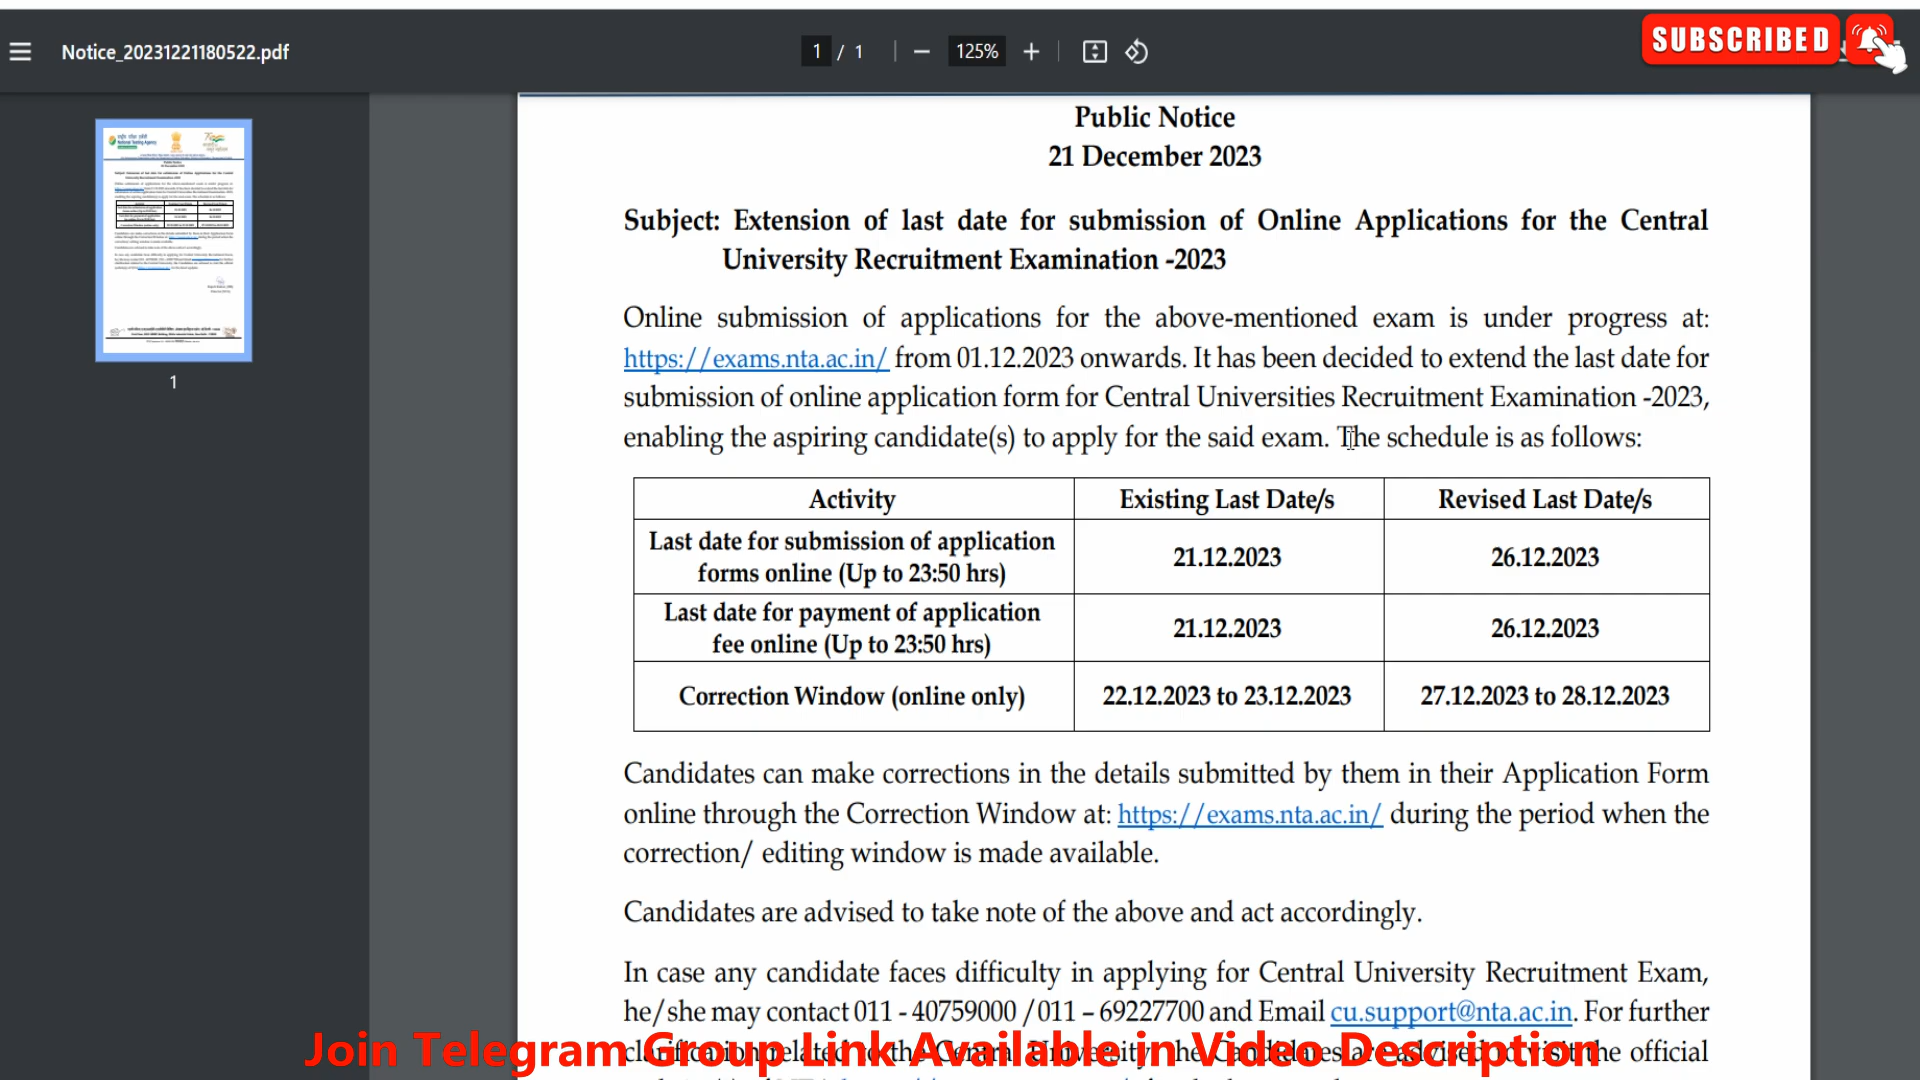 Notice_20231221180522.pdf
1 / 1
125%
SUBSCRIBED
1
Public Notice
21 December 2023
Subject: Extension of last date for submission of Online Applications for the Central
University Recruitment Examination -2023
Online submission of applications for the above-mentioned exam is under progress at:
https://exams.nta.ac.in/ from 01.12.2023 onwards. It has been decided to extend the last date for
submission of online application form for Central Universities Recruitment Examination -2023,
enabling the aspiring candidate(s) to apply for the said exam. The schedule is as follows:
Activity Existing Last Date/s Revised Last Date/s
Last date for submission of application
forms online (Up to 23:50 hrs) 21.12.2023 26.12.2023
Last date for payment of application
fee online (Up to 23:50 hrs) 21.12.2023 26.12.2023
Correction Window (online only) 22.12.2023 to 23.12.2023 27.12.2023 to 28.12.2023
Candidates can make corrections in the details submitted by them in their Application Form
online through the Correction Window at: https://exams.nta.ac.in/ during the period when the
correction/ editing window is made available.
Candidates are advised to take note of the above and act accordingly.
In case any candidate faces difficulty in applying for Central University Recruitment Exam,
he/she may contact 011 - 40759000 /011 – 69227700 and Email cu.support@nta.ac.in. For further
the official
Join Telegram Group Link Available in Video Description